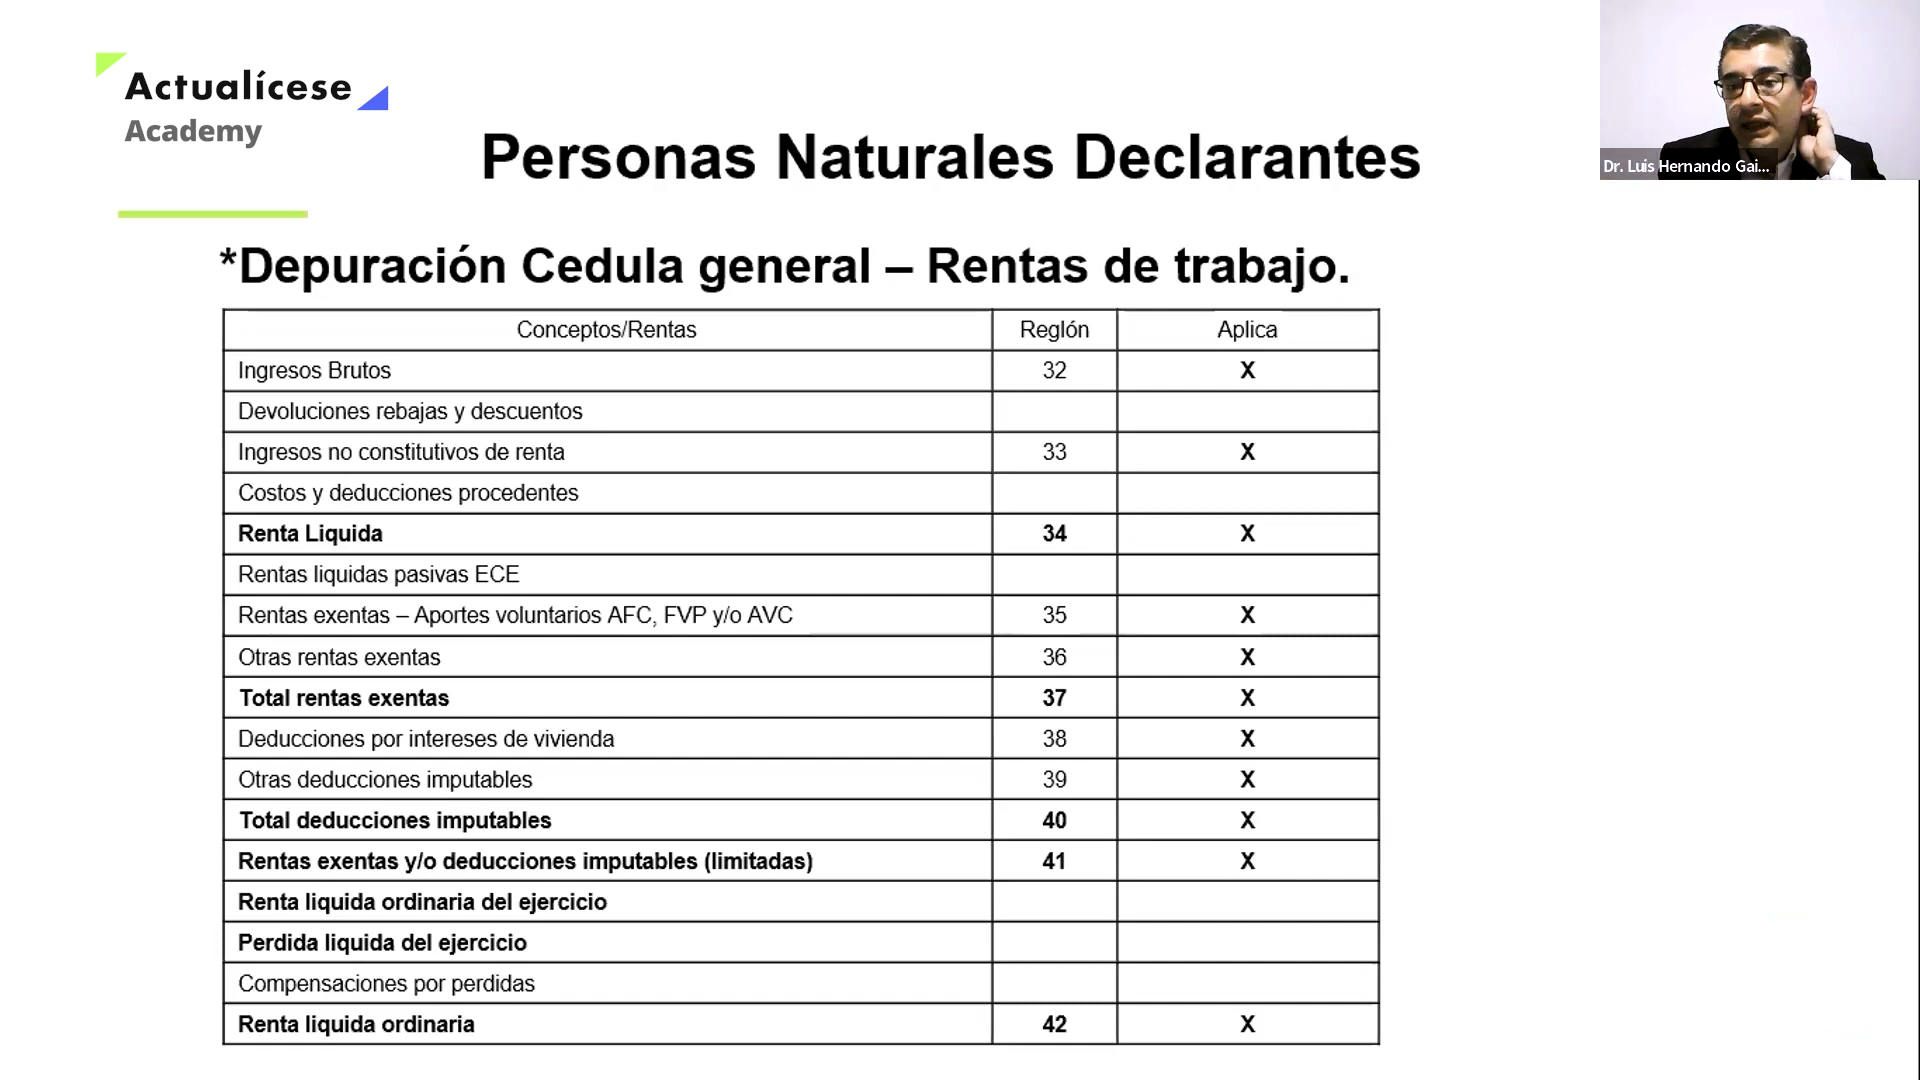 Actualícese
Academy
Personas Naturales Declarantes
Dr. Luis Hernando Gai...
*Depuración Cedula general – Rentas de trabajo.
Conceptos/Rentas Reglón Aplica
Ingresos Brutos 32 X
Devoluciones rebajas y descuentos
Ingresos no constitutivos de renta 33 X
Costos y deducciones procedentes
Renta Liquida 34 X
Rentas liquidas pasivas ECE
Rentas exentas – Aportes voluntarios AFC, FVP y/o AVC 35 X
Otras rentas exentas 36 X
Total rentas exentas 37 X
Deducciones por intereses de vivienda 38 X
Otras deducciones imputables 39 X
Total deducciones imputables 40 X
Rentas exentas y/o deducciones imputables (limitadas) 41 X
Renta liquida ordinaria del ejercicio
Perdida liquida del ejercicio
Compensaciones por perdidas
Renta liquida ordinaria 42 X